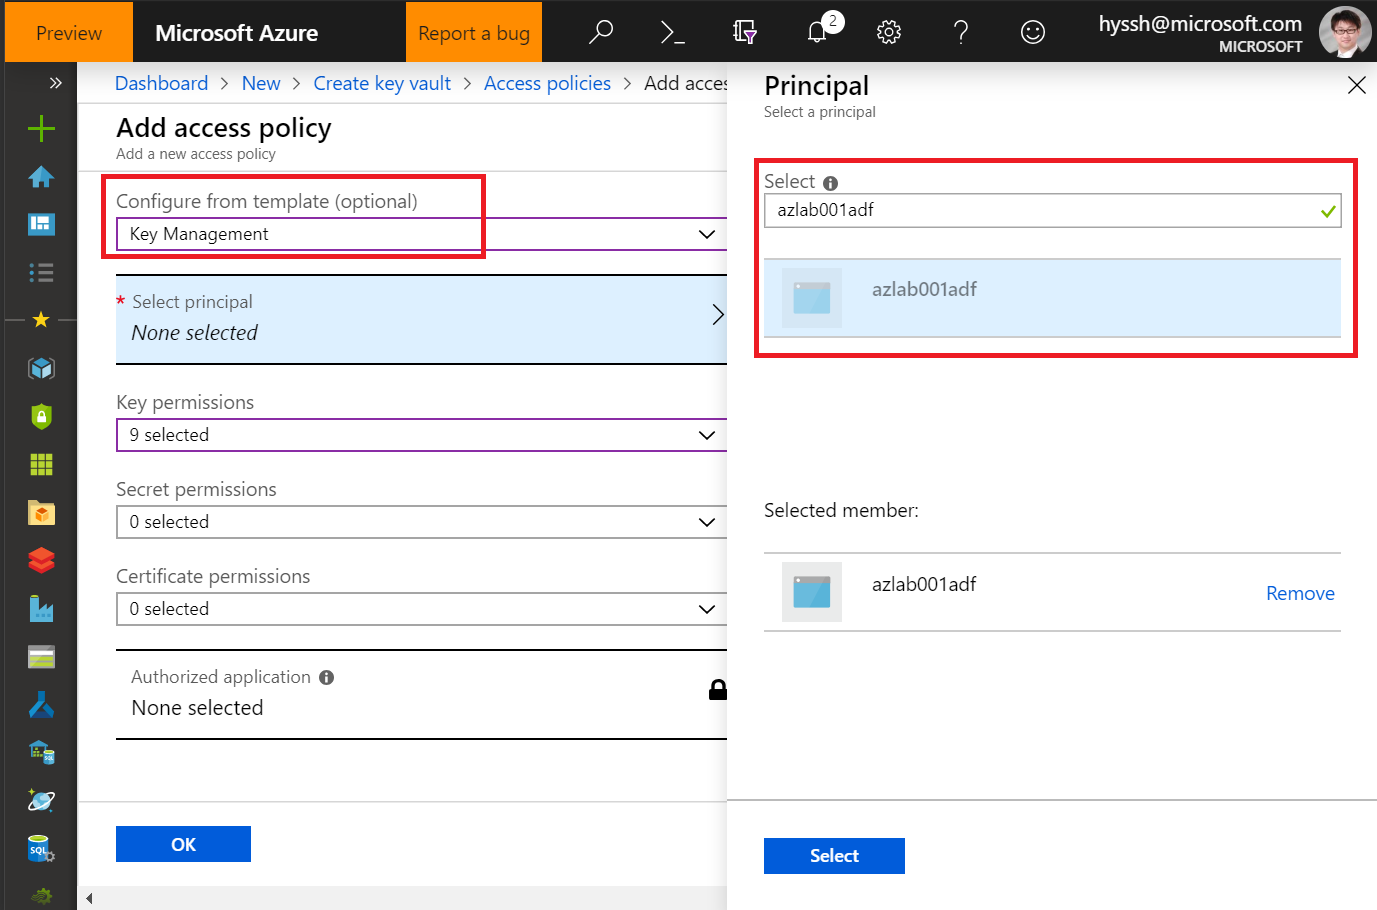 Preview
Microsoft Azure
Report a bug
2
hyssh@microsoft.com
MICROSOFT
Dashboard > New > Create key vault > Access policies > Add acces
Add access policy
Add a new access policy
Configure from template (optional)
Key Management
* Select principal
None selected
Key permissions
9 selected
Secret permissions
0 selected
Certificate permissions
0 selected
Authorized application
None selected
OK
Principal
Select a principal
Select
azlab001adf
azlab001adf
Selected member:
azlab001adf
Remove
Select
SQL
SQL